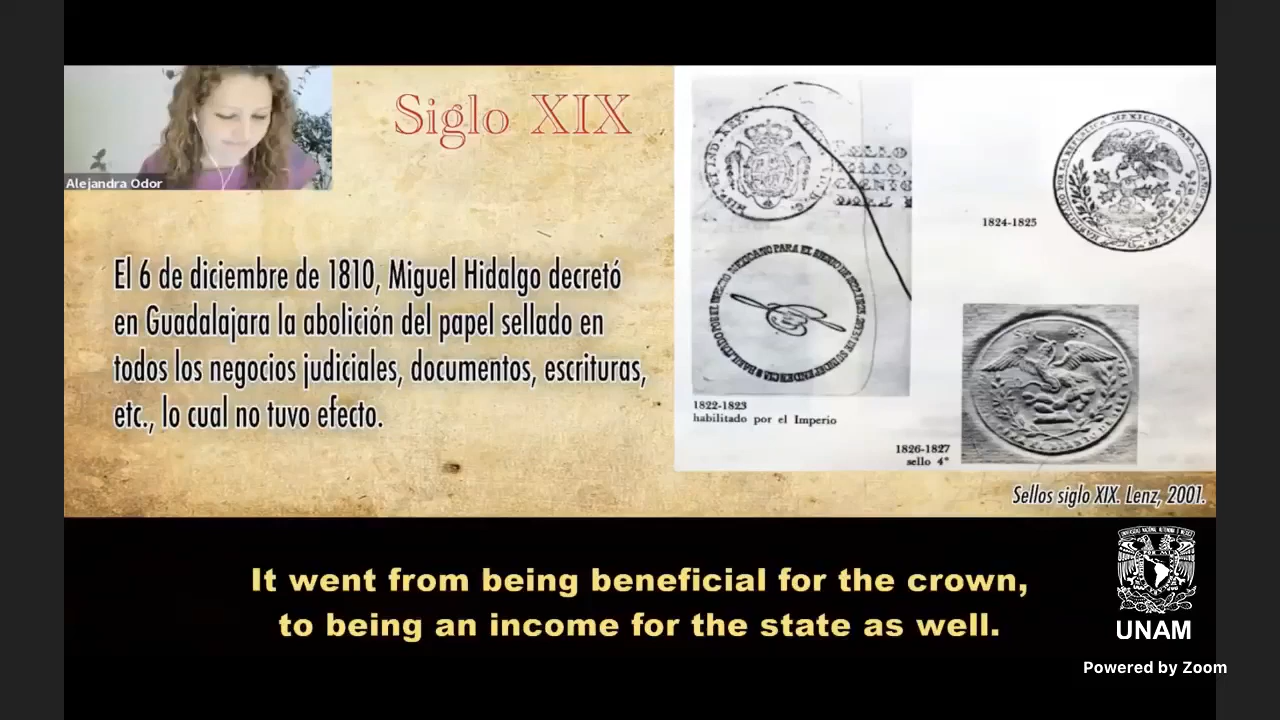 Alejandra Odor
Siglo XIX
El 6 de diciembre de 1810, Miguel Hidalgo decretó
en Guadalajara la abolición del papel sellado en
todos los negocios judiciales, documentos, escrituras,
etc., lo cual no tuvo efecto.
1824-1825
1822-1823
habilitado por el Imperio
1826-1827
sello 4º
Sellos siglo XIX. Lenz, 2001.
It went from being beneficial for the crown,
to being an income for the state as well.
UNAM
Powered by Zoom